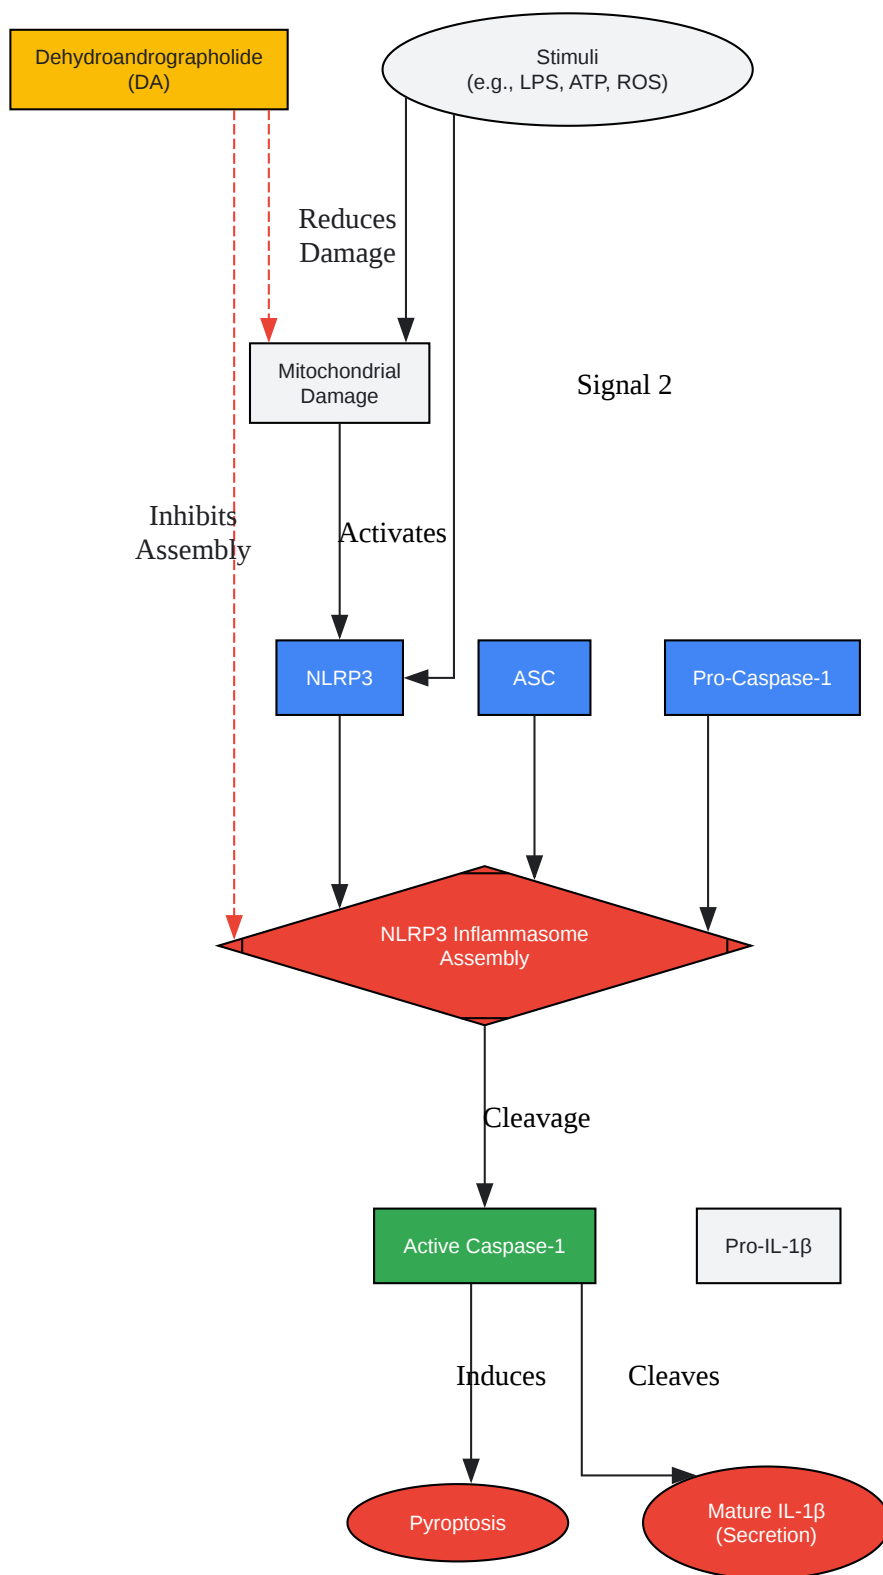 Dehydroandrographolide
(DA)
Stimuli
(e.g., LPS, ATP, ROS)
Reduces
Damage
Mitochondrial
Damage
Signal 2
Inhibits
Assembly
Activates
NLRP3
ASC
Pro-Caspase-1
NLRP3 Inflammasome
Assembly
Cleavage
Active Caspase-1
Pro-IL-1β
Induces
Cleaves
Pyroptosis
Mature IL-1β
(Secretion)